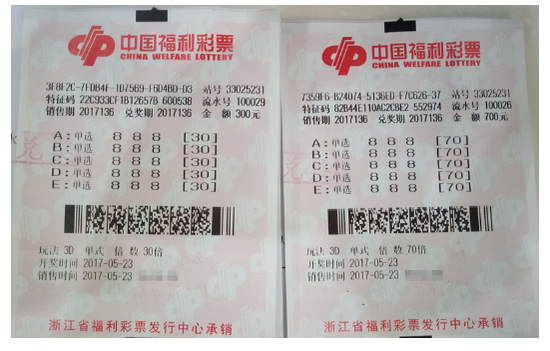 中国福利彩票
CHINA WELFARE LOTTERY
3F8F2C-7FDB4F-1D7569-F6D4BD-D3 站号 33025231
特征码 22C933CF1B12657B 600538 流水号 100029
销售期 2017136 兑奖期 2017136 金 额 300元
A:单选 8 8 8 [30]
B:单选 8 8 8 [30]
C:单选 8 8 8 [30]
D:单选 8 8 8 [30]
E:单选 8 8 8 [30]
玩法 3D 单式 倍 数 30倍
开奖时间 2017-05-23
销售时间 2017-05-23
浙江省福利彩票发行中心承销
中国福利彩票
CHINA WELFARE LOTTERY
7359F6-B24074-5136ED-F7C626-37 站号 33025231
特征码 82B44E110AC2CBE2 552974 流水号 100026
销售期 2017136 兑奖期 2017136 金 额 700元
A:单选 8 8 8 [70]
B:单选 8 8 8 [70]
C:单选 8 8 8 [70]
D:单选 8 8 8 [70]
E:单选 8 8 8 [70]
玩法 3D 单式 倍 数 70倍
开奖时间 2017-05-23
销售时间 2017-05-23
浙江省福利彩票发行中心承销